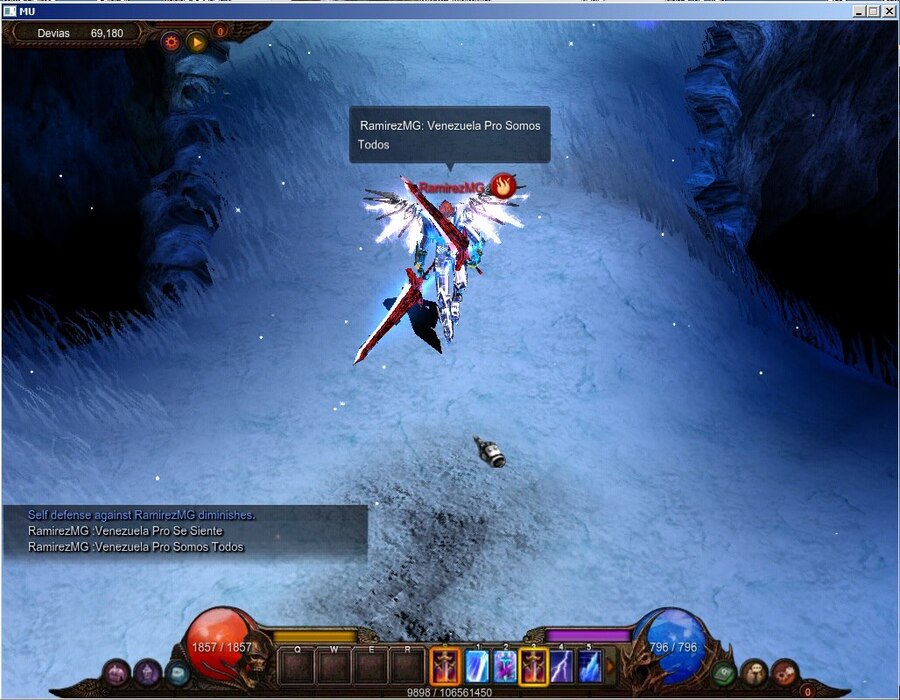 MU
Devias 69,180
0
RamirezMG: Venezuela Pro Somos
Todos
RamirezMG
Self defense against RamirezMG diminishes.
RamirezMG :Venezuela Pro Se Siente
RamirezMG :Venezuela Pro Somos Todos
1857 / 1857
Q W E R 1 3 4 5
796 / 796
9898 / 106561450
0